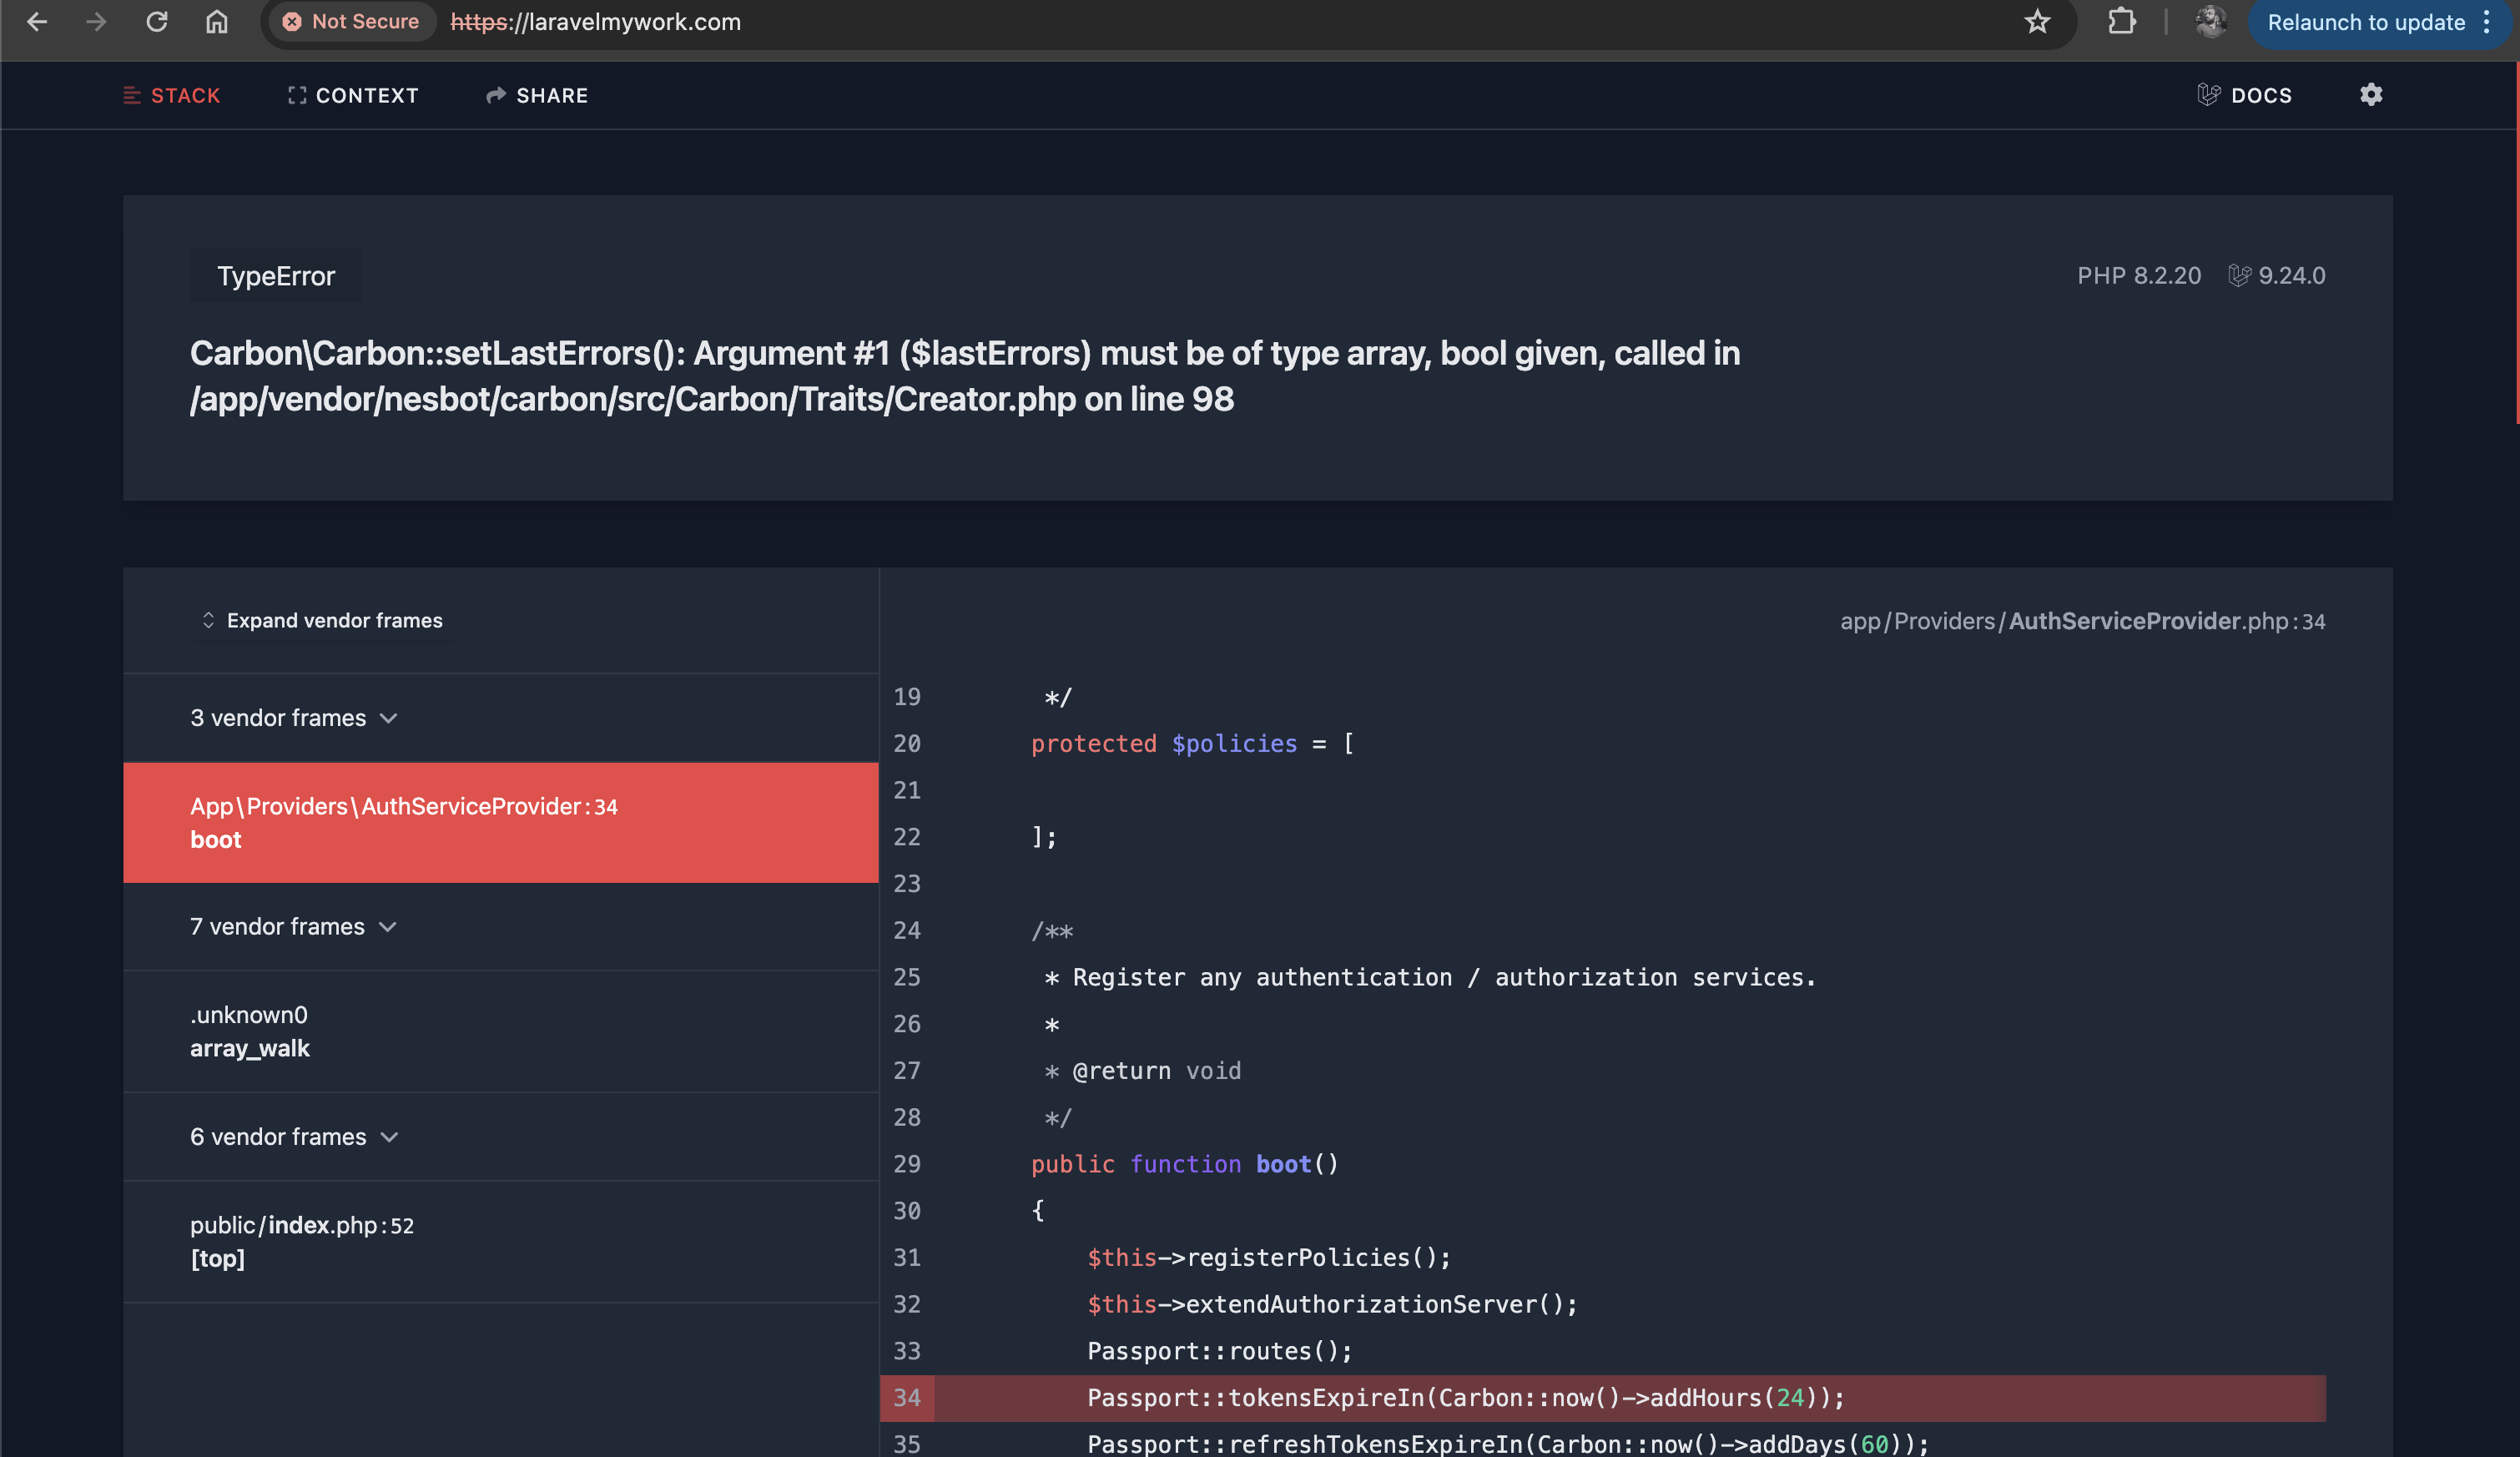 Not Secure https://laravelmywork.com Relaunch to update
STACK CONTEXT SHARE DOCS
TypeError PHP 8.2.20 9.24.0
Carbon\Carbon::setLastErrors(): Argument #1 ($lastErrors) must be of type array, bool given, called in
/app/vendor/nesbot/carbon/src/Carbon/Traits/Creator.php on line 98
Expand vendor frames
3 vendor frames
App\Providers\AuthServiceProvider:34
boot
7 vendor frames
.unknown0
array_walk
6 vendor frames
public/index.php:52
[top]
app/Providers/AuthServiceProvider.php:34
19 */
20 protected $policies = [
21
22 ];
23
24 /**
25 * Register any authentication / authorization services.
26 *
27 * @return void
28 */
29 public function boot()
30 {
31 $this->registerPolicies();
32 $this->extendAuthorizationServer();
33 Passport::routes();
34 Passport::tokensExpireIn(Carbon::now()->addHours(24));
35 Passport::refreshTokensExpireIn(Carbon::now()->addDays(60));